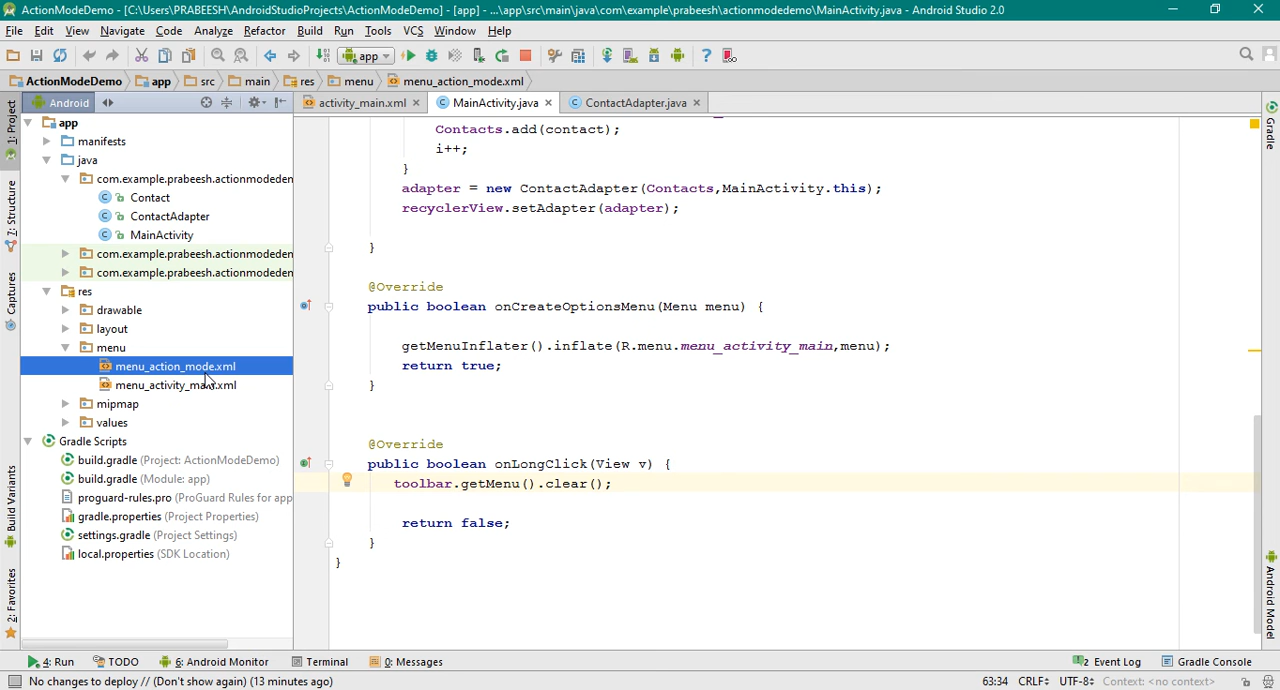 ActionModeDemo - [C:\Users\PRABEESH\AndroidStudioProjects\ActionModeDemo] - [app] - ...\app\src\main\java\com\example\prabeesh\actionmodedemo\MainActivity.java - Android Studio 2.0
File Edit View Navigate Code Analyze Refactor Build Run Tools VCS Window Help
app
ActionModeDemo app src main res menu menu_action_mode.xml
Android activity_main.xml MainActivity.java ContactAdapter.java
1: Project
7: Structure
Captures
Build Variants
2: Favorites
app
manifests
java
com.example.prabeesh.actionmodeden
Contact
ContactAdapter
MainActivity
com.example.prabeesh.actionmodeden
com.example.prabeesh.actionmodeden
res
drawable
layout
menu
menu_action_mode.xml
menu_activity_main.xml
mipmap
values
Gradle Scripts
build.gradle (Project: ActionModeDemo)
build.gradle (Module: app)
proguard-rules.pro (ProGuard Rules for app
gradle.properties (Project Properties)
settings.gradle (Project Settings)
local.properties (SDK Location)
Contacts.add(contact);
i++;
}
adapter = new ContactAdapter(Contacts,MainActivity.this);
recyclerView.setAdapter(adapter);
}
@Override
public boolean onCreateOptionsMenu(Menu menu) {
getMenuInflater().inflate(R.menu.menu_activity_main,menu);
return true;
}
@Override
public boolean onLongClick(View v) {
toolbar.getMenu().clear();
return false;
}
}
Gradle
Android Model
4: Run TODO 6: Android Monitor Terminal 0: Messages 2 Event Log Gradle Console
No changes to deploy // (Don't show again) (13 minutes ago) 63:34 CRLF UTF-8 Context: <no context>